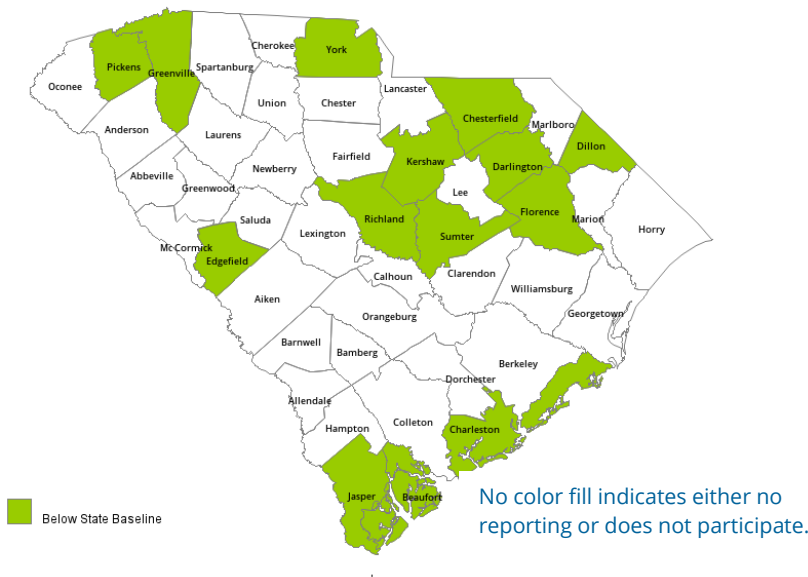 Cherokee
York
Pickens
Greenville
Spartanburg
Oconee
Lancaster
Union
Chester
Chesterfield
Marlboro
Anderson
Laurens
Dillon
Fairfield
Kershaw
Darlington
Newberry
Abbeville
Greenwood
Lee
Florence
Marion
Saluda
Richland
Horry
Lexington
Sumter
McCormick
Edgefield
Calhoun
Clarendon
Williamsburg
Aiken
Georgetown
Orangeburg
Barnwell
Bamberg
Berkeley
Dorchester
Allendale
Colleton
Hampton
Charleston
Jasper
Beaufort
No color fill indicates either no
reporting or does not participate.
Below State Baseline